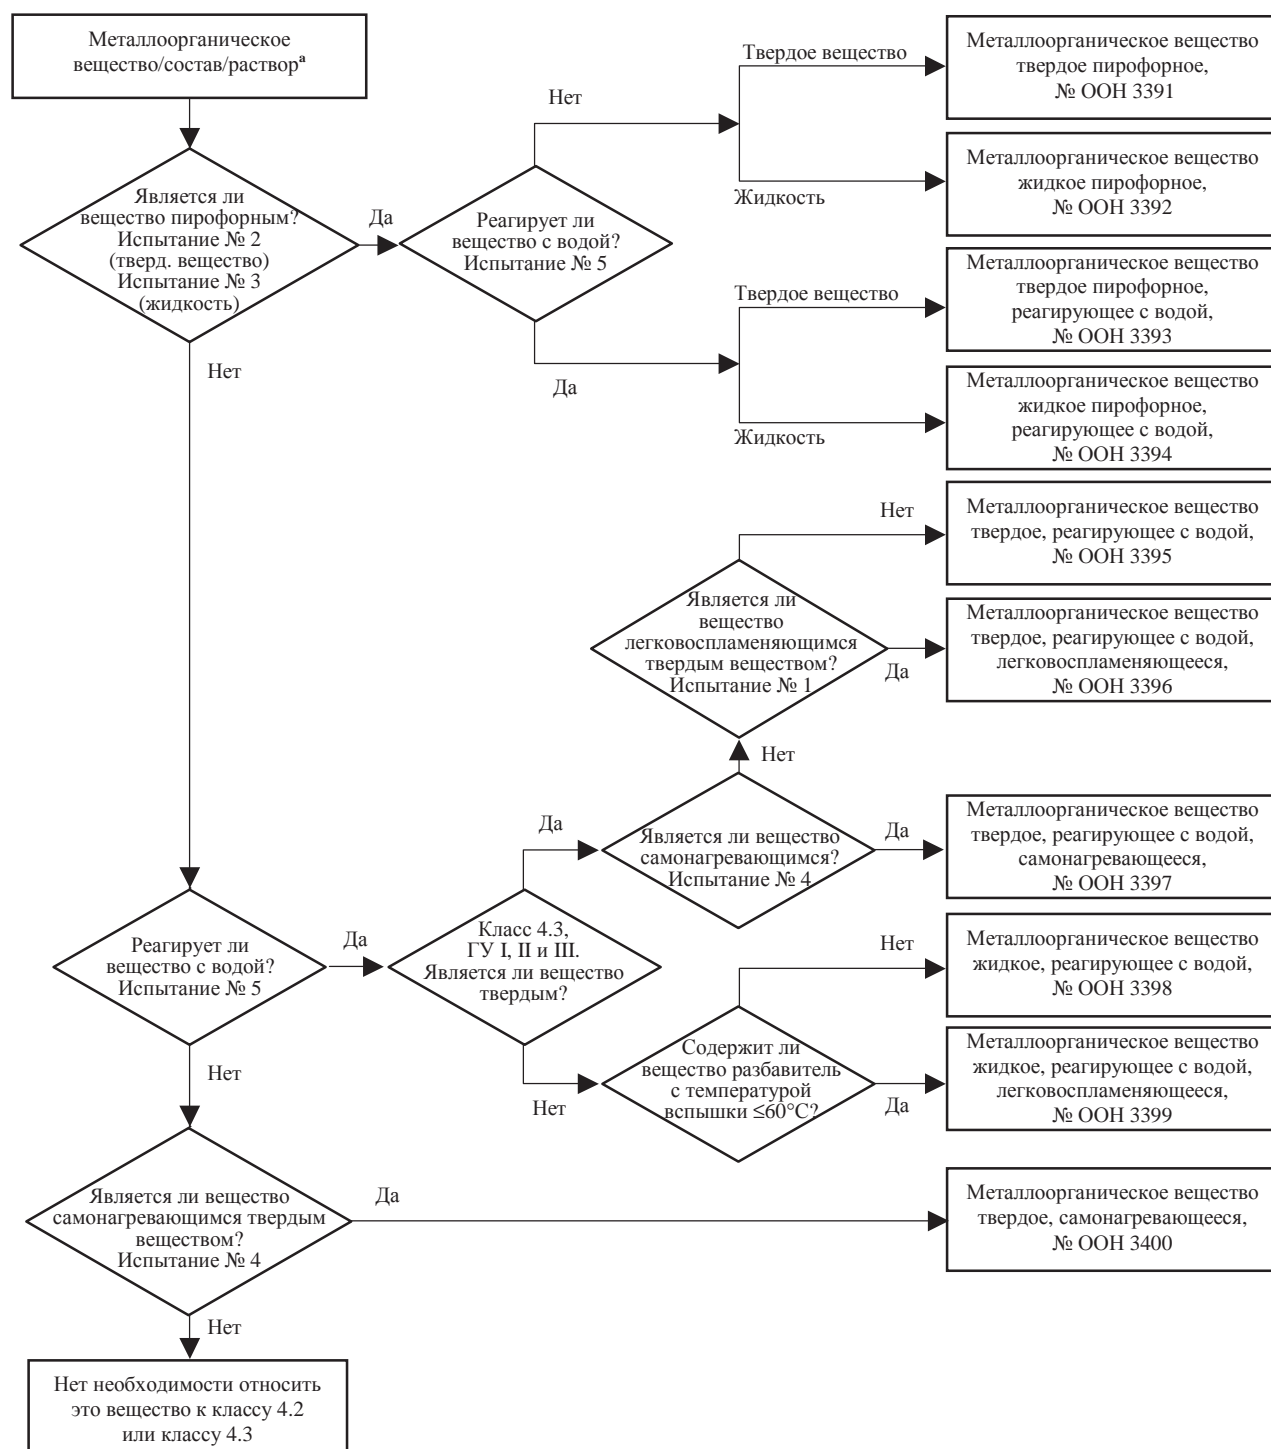 Металлоорганическое
вещество/состав/растворª
Является ли
вещество пирофорным?
Испытание № 2
(тверд. вещество)
Испытание № 3
(жидкость)
Да
Нет
Реагирует ли
вещество с водой?
Испытание № 5
Нет
Твердое вещество
Жидкость
Металлоорганическое вещество
твердое пирофорное,
№ ООН 3391
Металлоорганическое вещество
жидкое пирофорное,
№ ООН 3392
Да
Твердое вещество
Жидкость
Металлоорганическое вещество
твердое пирофорное,
реагирующее с водой,
№ ООН 3393
Металлоорганическое вещество
жидкое пирофорное,
реагирующее с водой,
№ ООН 3394
Нет
Металлоорганическое вещество
твердое, реагирующее с водой,
№ ООН 3395
Является ли
вещество
легковоспламеняющимся
твердым веществом?
Испытание № 1
Да
Металлоорганическое вещество
твердое, реагирующее с водой,
легковоспламеняющееся,
№ ООН 3396
Нет
Да
Является ли вещество
самонагревающимся?
Испытание № 4
Да
Металлоорганическое вещество
твердое, реагирующее с водой,
самонагревающееся,
№ ООН 3397
Реагирует ли
вещество с водой?
Испытание № 5
Да
Класс 4.3,
ГУ I, II и III.
Является ли вещество
твердым?
Нет
Металлоорганическое вещество
жидкое, реагирующее с водой,
№ ООН 3398
Нет
Нет
Содержит ли
вещество разбавитель
с температурой
вспышки ≤60°C?
Да
Металлоорганическое вещество
жидкое, реагирующее с водой,
легковоспламеняющееся,
№ ООН 3399
Является ли вещество
самонагревающимся твердым
веществом?
Испытание № 4
Да
Металлоорганическое вещество
твердое, самонагревающееся,
№ ООН 3400
Нет
Нет необходимости относить
это вещество к классу 4.2
или классу 4.3